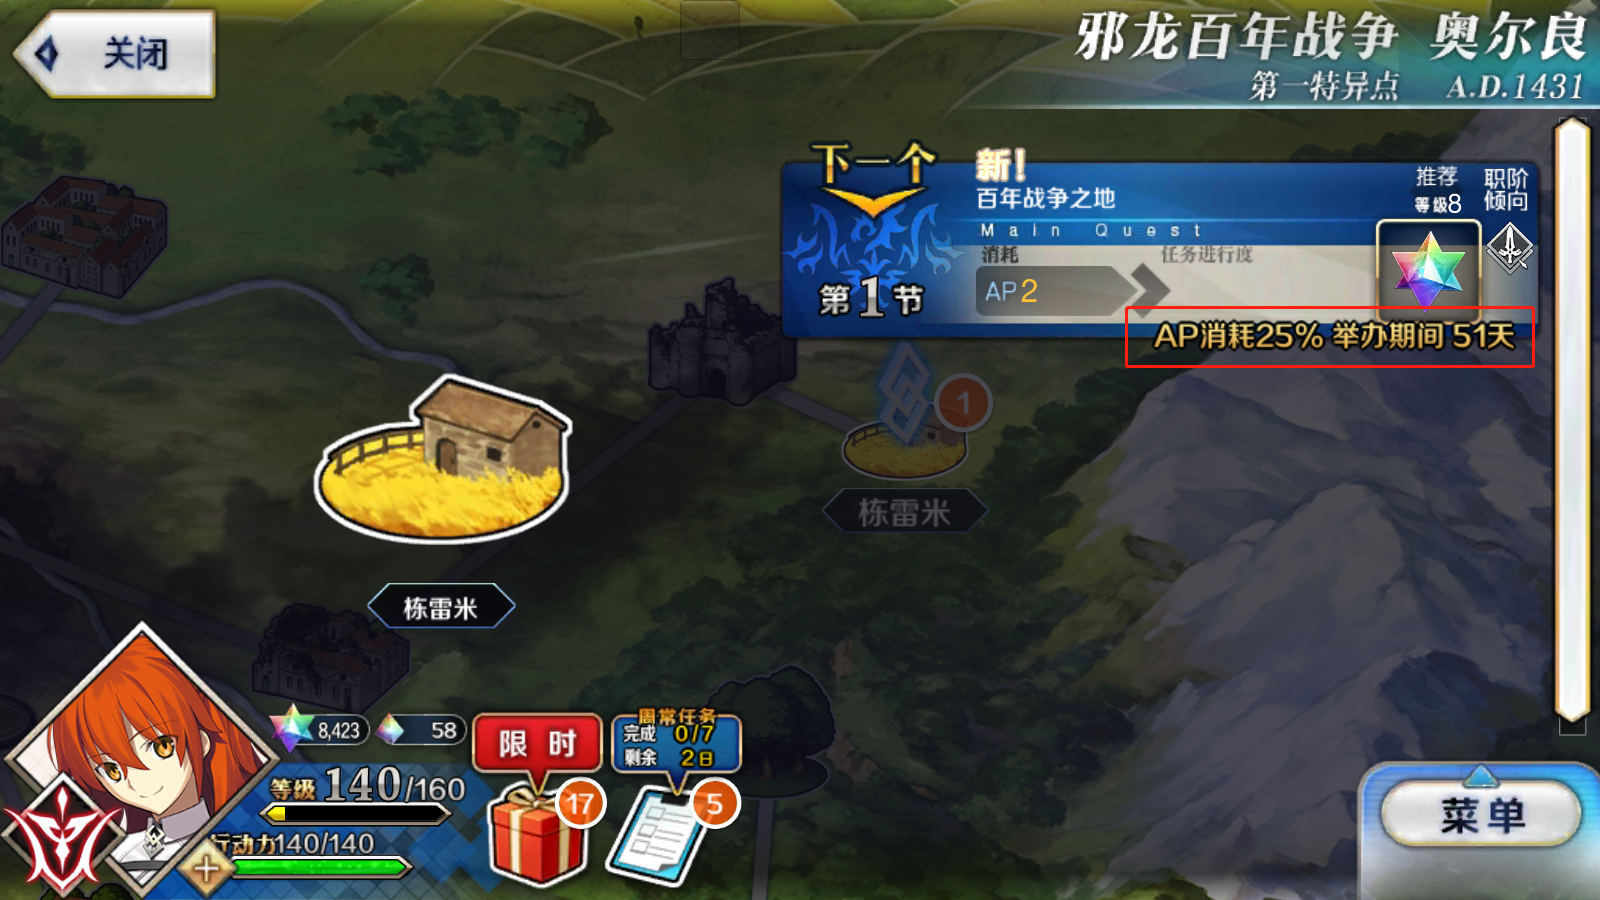 关闭
邪龙百年战争 奥尔良
第一特异点 A.D.1431
下一个
新!
百年战争之地
推荐
等级8
职阶
倾向
Main Quest
消耗
任务进行度
AP2
第1节
AP消耗25% 举办期间 51天
1
栋雷米
栋雷米
8,423
58
限时
周常任务
完成 0/7
剩余 2日
等级140/160
17
5
行动力140/140
菜单